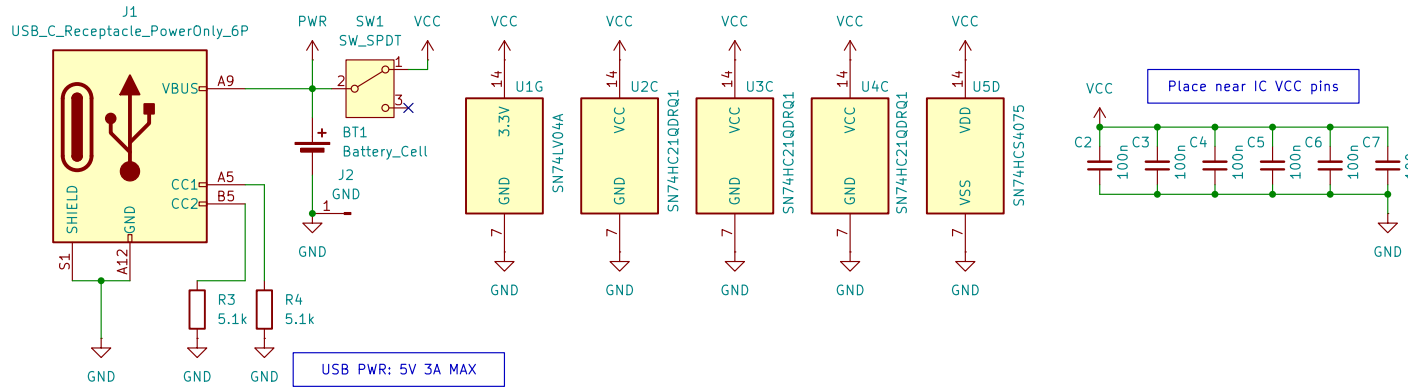 J1
USB_C_Receptacle_PowerOnly_6P
VBUS
A9
CC1
A5
CC2
B5
SHIELD
GND
S1
A12
GND
R3
5.1k
GND
R4
5.1k
GND
PWR
SW1
SW_SPDT
VCC
1
2
3
+
BT1
Battery_Cell
J2
GND
1
GND
USB PWR: 5V 3A MAX
VCC
14
U1G
3.3V
GND
SN74LV04A
7
GND
VCC
14
U2C
VCC
GND
SN74HC21QDRQ1
7
GND
VCC
14
U3C
VCC
GND
SN74HC21QDRQ1
7
GND
VCC
14
U4C
VCC
GND
SN74HC21QDRQ1
7
GND
VCC
14
U5D
VDD
VSS
SN74HCS4075
7
GND
Place near IC VCC pins
VCC
C2
100n
C3
100n
C4
100n
C5
100n
C6
100n
C7
GND